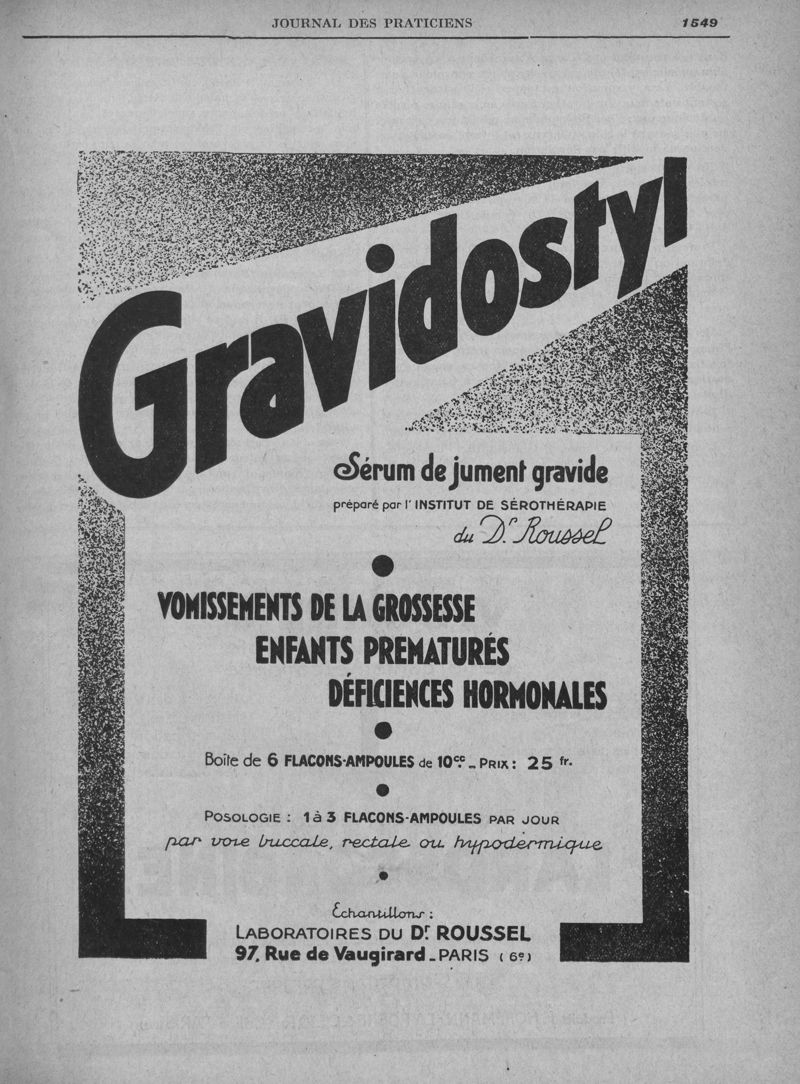 JOURNAL DES PRATICIENS 1549
Gravidostyl
Sérum de jument gravide
préparé par l'INSTITUT DE SÉROTHÉRAPIE
du Dr. Roussel
VOMISSEMENTS DE LA GROSSESSE
ENFANTS PREMATURÉS
DÉFICIENCES HORMONALES
Boîte de 6 FLACONS-AMPOULES de 10cc. - PRIX : 25 fr.
POSOLOGIE : 1 à 3 FLACONS-AMPOULES PAR JOUR
par voie buccale, rectale ou hypodermique
Échantillons :
LABORATOIRES DU Dr ROUSSEL
97, Rue de Vaugirard - PARIS (6e)